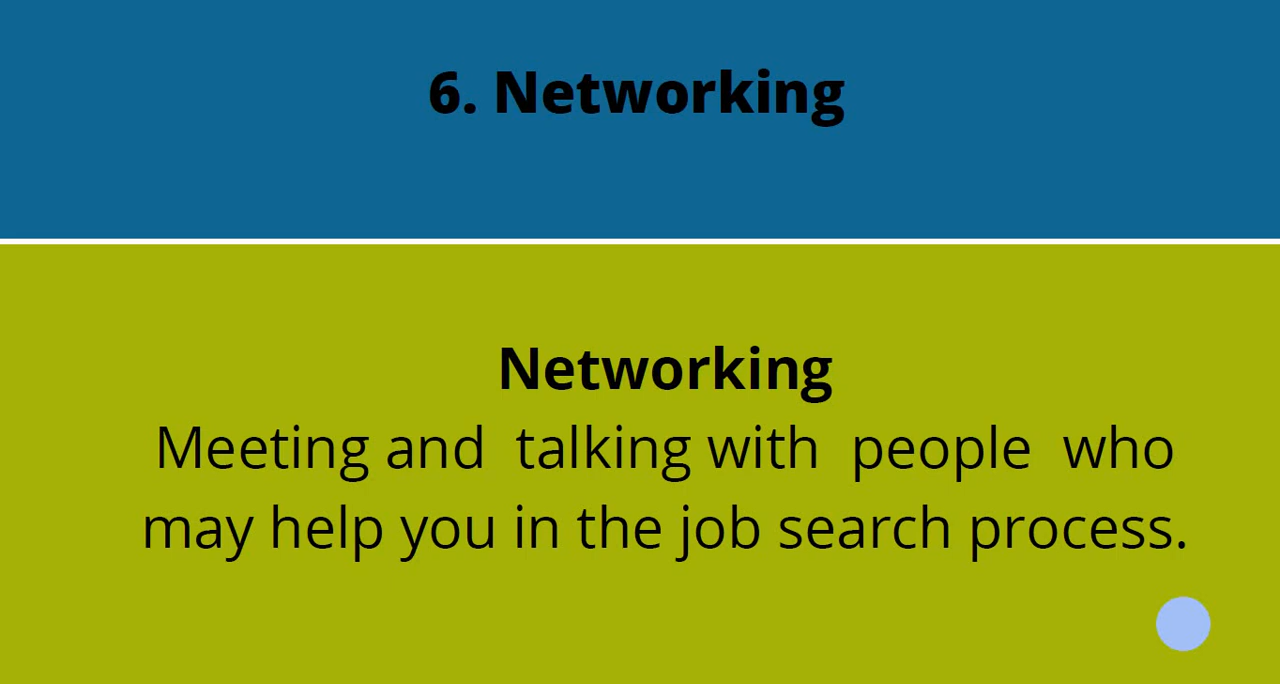 6. Networking
Networking
Meeting and talking with people who
may help you in the job search process.